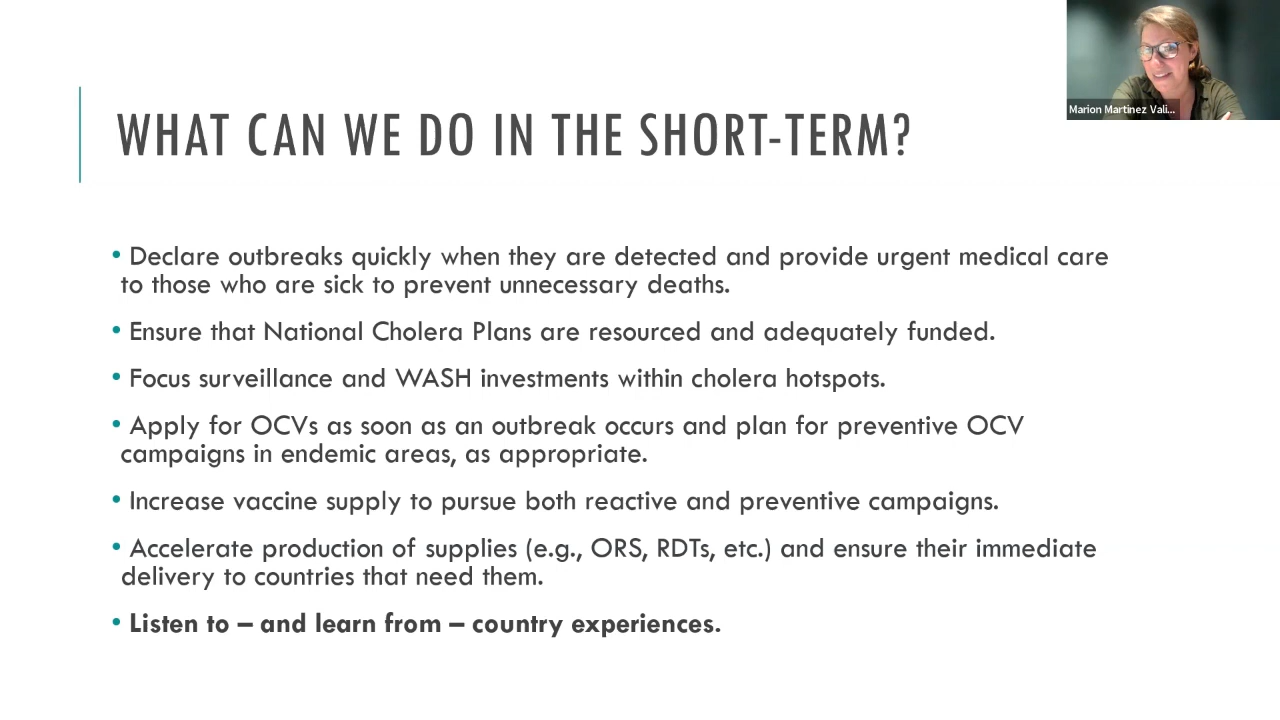 Marion Martinez Vali...
WHAT CAN WE DO IN THE SHORT-TERM?
• Declare outbreaks quickly when they are detected and provide urgent medical care
to those who are sick to prevent unnecessary deaths.
• Ensure that National Cholera Plans are resourced and adequately funded.
• Focus surveillance and WASH investments within cholera hotspots.
• Apply for OCVs as soon as an outbreak occurs and plan for preventive OCV
campaigns in endemic areas, as appropriate.
• Increase vaccine supply to pursue both reactive and preventive campaigns.
• Accelerate production of supplies (e.g., ORS, RDTs, etc.) and ensure their immediate
delivery to countries that need them.
• Listen to – and learn from – country experiences.